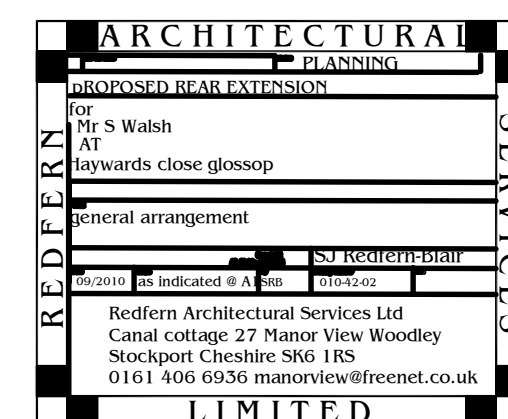 ARCHITECTURAL
PLANNING
pROPOSED REAR EXTENSION
for
Mr S Walsh
AT
Haywards close glossop
general arrangement
SJ Redfern-Blair
09/2010 as indicated @ A1 SRB 010-42-02
Redfern Architectural Services Ltd
Canal cottage 27 Manor View Woodley
Stockport Cheshire SK6 1RS
0161 406 6936 manorview@freenet.co.uk
LIMITED
REDFERN
SERVICES